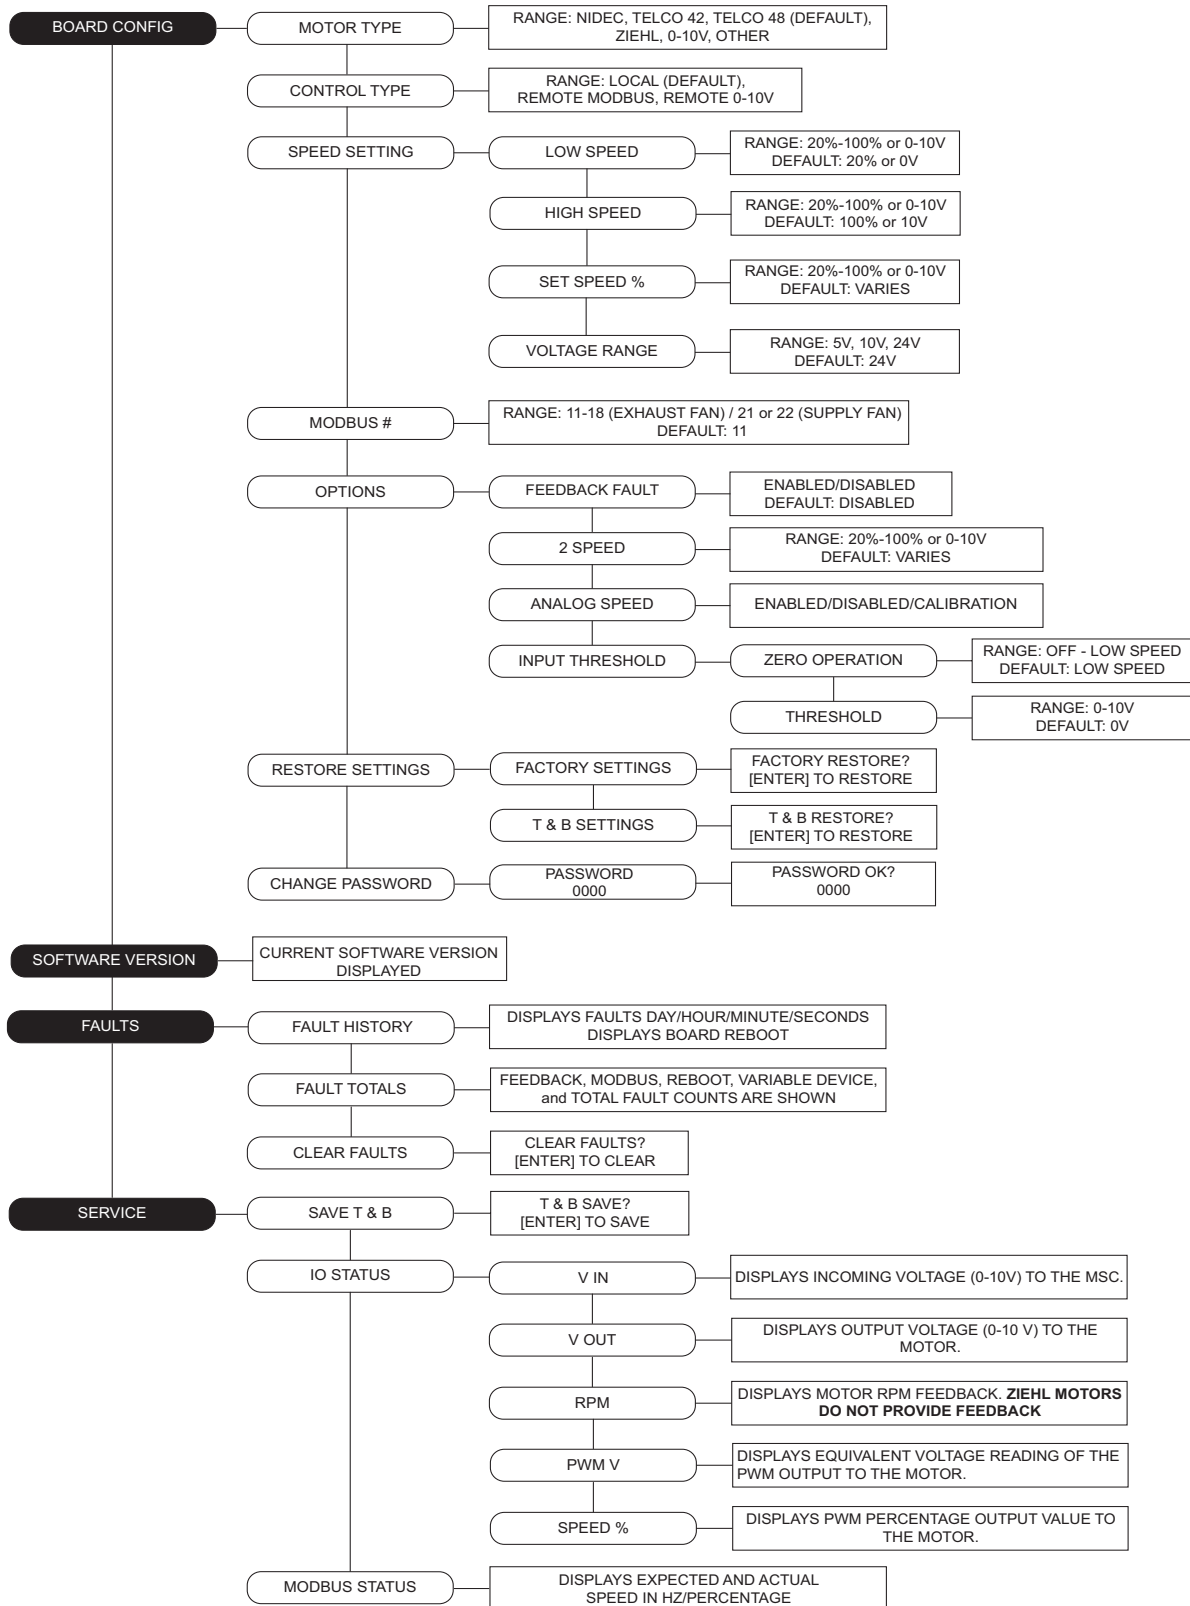 BOARD CONFIG
MOTOR TYPE
RANGE: NIDEC, TELCO 42, TELCO 48 (DEFAULT),
ZIEHL, 0-10V, OTHER
CONTROL TYPE
RANGE: LOCAL (DEFAULT),
REMOTE MODBUS, REMOTE 0-10V
SPEED SETTING
LOW SPEED
RANGE: 20%-100% or 0-10V
DEFAULT: 20% or 0V
HIGH SPEED
RANGE: 20%-100% or 0-10V
DEFAULT: 100% or 10V
SET SPEED %
RANGE: 20%-100% or 0-10V
DEFAULT: VARIES
VOLTAGE RANGE
RANGE: 5V, 10V, 24V
DEFAULT: 24V
MODBUS #
RANGE: 11-18 (EXHAUST FAN) / 21 or 22 (SUPPLY FAN)
DEFAULT: 11
OPTIONS
FEEDBACK FAULT
ENABLED/DISABLED
DEFAULT: DISABLED
2 SPEED
RANGE: 20%-100% or 0-10V
DEFAULT: VARIES
ANALOG SPEED
ENABLED/DISABLED/CALIBRATION
INPUT THRESHOLD
ZERO OPERATION
RANGE: OFF - LOW SPEED
DEFAULT: LOW SPEED
THRESHOLD
RANGE: 0-10V
DEFAULT: 0V
RESTORE SETTINGS
FACTORY SETTINGS
FACTORY RESTORE?
[ENTER] TO RESTORE
T & B SETTINGS
T & B RESTORE?
[ENTER] TO RESTORE
CHANGE PASSWORD
PASSWORD
0000
PASSWORD OK?
0000
SOFTWARE VERSION
CURRENT SOFTWARE VERSION
DISPLAYED
FAULTS
FAULT HISTORY
DISPLAYS FAULTS DAY/HOUR/MINUTE/SECONDS
DISPLAYS BOARD REBOOT
FAULT TOTALS
FEEDBACK, MODBUS, REBOOT, VARIABLE DEVICE,
and TOTAL FAULT COUNTS ARE SHOWN
CLEAR FAULTS
CLEAR FAULTS?
[ENTER] TO CLEAR
SERVICE
SAVE T & B
T & B SAVE?
[ENTER] TO SAVE
IO STATUS
V IN
DISPLAYS INCOMING VOLTAGE (0-10V) TO THE MSC.
V OUT
DISPLAYS OUTPUT VOLTAGE (0-10 V) TO THE
MOTOR.
RPM
DISPLAYS MOTOR RPM FEEDBACK. ZIEHL MOTORS
DO NOT PROVIDE FEEDBACK
PWM V
DISPLAYS EQUIVALENT VOLTAGE READING OF THE
PWM OUTPUT TO THE MOTOR.
SPEED %
DISPLAYS PWM PERCENTAGE OUTPUT VALUE TO
THE MOTOR.
MODBUS STATUS
DISPLAYS EXPECTED AND ACTUAL
SPEED IN HZ/PERCENTAGE